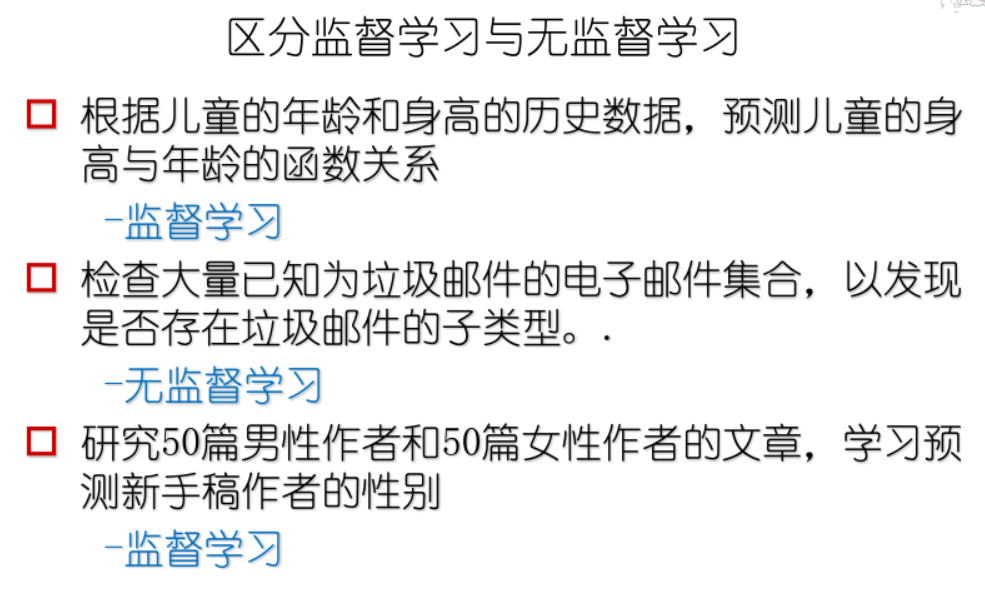 区分监督学习与无监督学习
根据儿童的年龄和身高的历史数据，预测儿童的身
高与年龄的函数关系
-监督学习
检查大量已知为垃圾邮件的电子邮件集合，以发现
是否存在垃圾邮件的子类型。.
-无监督学习
研究50篇男性作者和50篇女性作者的文章，学习预
测新手稿作者的性别
-监督学习